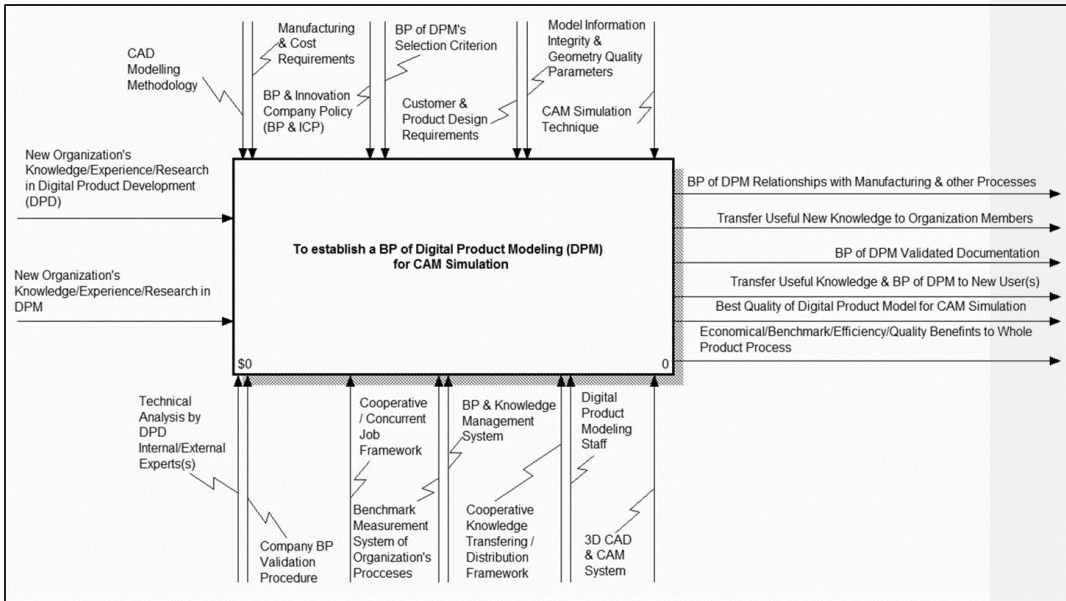 Manufacturing
& Cost
Requirements
BP of DPM's
Selection Criterion
Model Information
Integrity &
Geometry Quality
Parameters
CAD
Modelling
Methodology
BP & Innovation
Company Policy
(BP & ICP)
Customer &
Product Design
Requirements
CAM Simulation
Technique
New Organization's
Knowledge/Experience/Research
in Digital Product Development
(DPD)
New Organization's
Knowledge/Experience/Research in
DPM
To establish a BP of Digital Product Modeling (DPM)
for CAM Simulation
$0
0
BP of DPM Relationships with Manufacturing & other Processes
Transfer Useful New Knowledge to Organization Members
BP of DPM Validated Documentation
Transfer Useful Knowledge & BP of DPM to New User(s)
Best Quality of Digital Product Model for CAM Simulation
Economical/Benchmark/Efficiency/Quality Benefints to Whole
Product Process
Technical
Analysis by
DPD
Internal/External
Experts(s)
Company BP
Validation
Procedure
Cooperative
/ Concurrent
Job
Framework
Benchmark
Measurement
System of
Organization's
Procceses
BP & Knowledge
Management
System
Cooperative
Knowledge
Transfering /
Distribution
Framework
Digital
Product
Modeling
Staff
3D CAD
& CAM
System